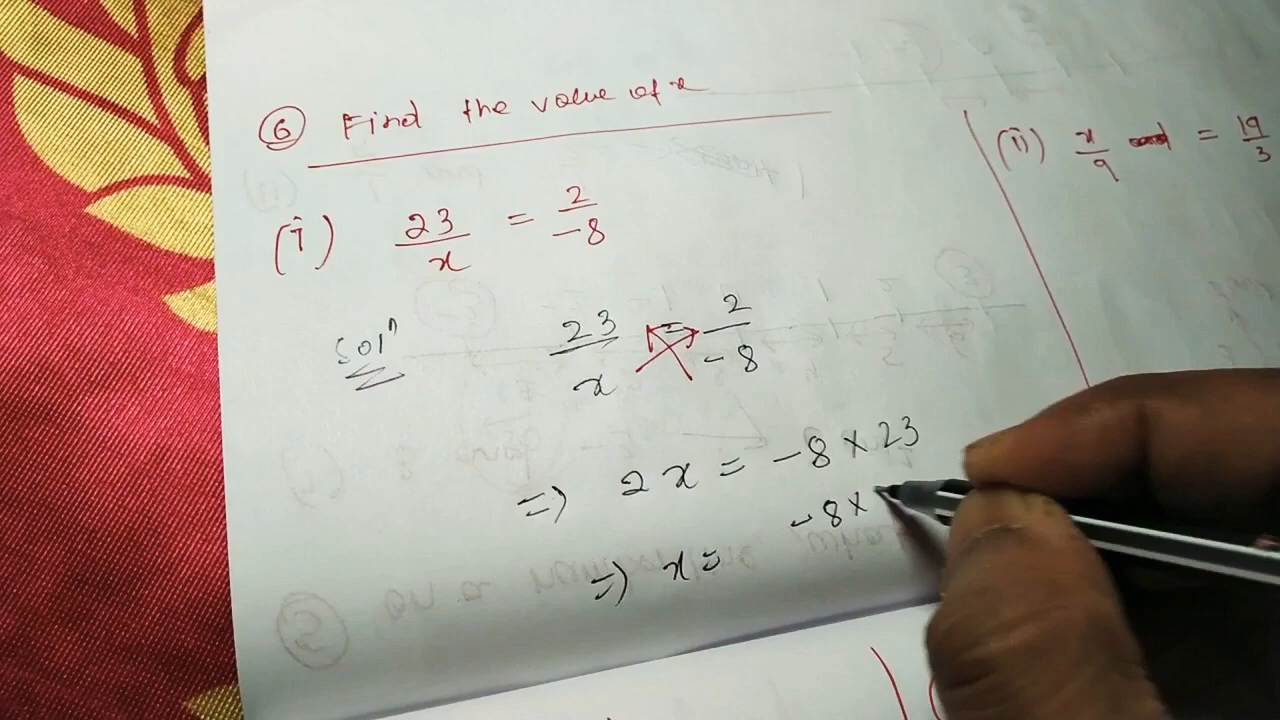 6 Find the value of x
(i) 23/x = 2/-8
Solⁿ 23/x = 2/-8
=> 2x = -8 × 23
=> x = -8 ×
(ii) x/9 = 19/3